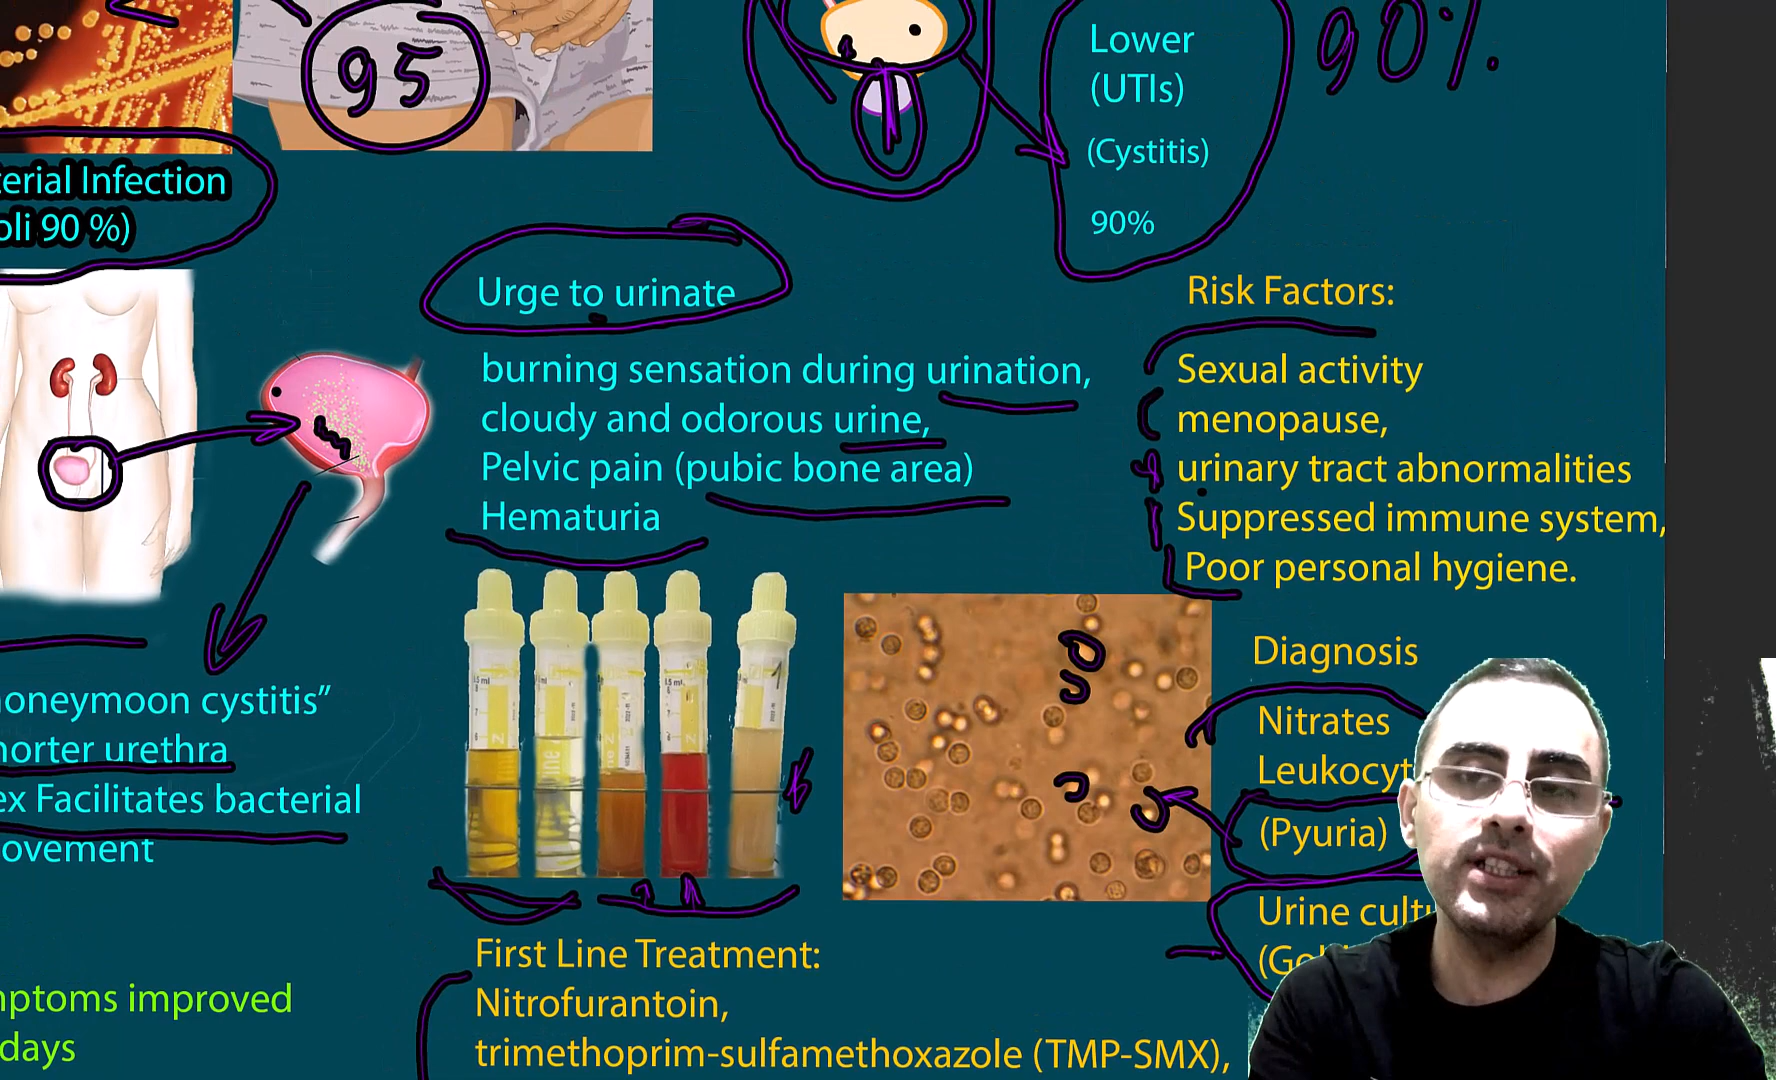 95
90%
Lower
(UTIs)
(Cystitis)
90%
terial Infection
oli 90 %)
Urge to urinate
burning sensation during urination,
cloudy and odorous urine,
Pelvic pain (pubic bone area)
Hematuria
Risk Factors:
Sexual activity
menopause,
urinary tract abnormalities
Suppressed immune system,
Poor personal hygiene.
oneymoon cystitis”
horter urethra
ex Facilitates bacterial
ovement
Diagnosis
Nitrates
Leukocyt
(Pyuria)
Urine cult
mptoms improved
days
First Line Treatment:
Nitrofurantoin,
trimethoprim-sulfamethoxazole (TMP-SMX),